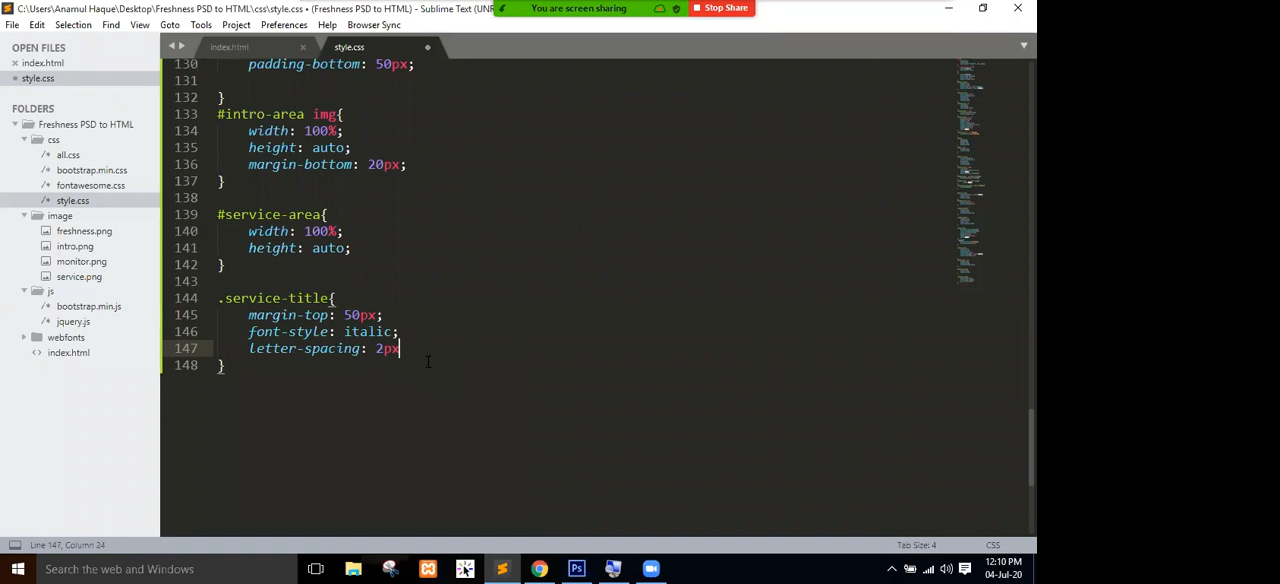 C:\Users\Anamul Haque\Desktop\Freshness PSD to HTML\css\style.css • (Freshness PSD to HTML) - Sublime Text (UNR
You are screen sharing
Stop Share
File Edit Selection Find View Goto Tools Project Preferences Help Browser Sync
OPEN FILES
index.html
style.css
FOLDERS
Freshness PSD to HTML
css
/* all.css
/* bootstrap.min.css
/* fontawesome.css
/* style.css
image
freshness.png
intro.png
monitor.png
service.png
js
/* bootstrap.min.js
/* jquery.js
webfonts
<> index.html
index.html
style.css
130 padding-bottom: 50px;
131
132 }
133 #intro-area img{
134 width: 100%;
135 height: auto;
136 margin-bottom: 20px;
137 }
138
139 #service-area{
140 width: 100%;
141 height: auto;
142 }
143
144 .service-title{
145 margin-top: 50px;
146 font-style: italic;
147 letter-spacing: 2px
148 }
Line 147, Column 24
Tab Size: 4
CSS
Search the web and Windows
Ps
12:10 PM
04-Jul-20